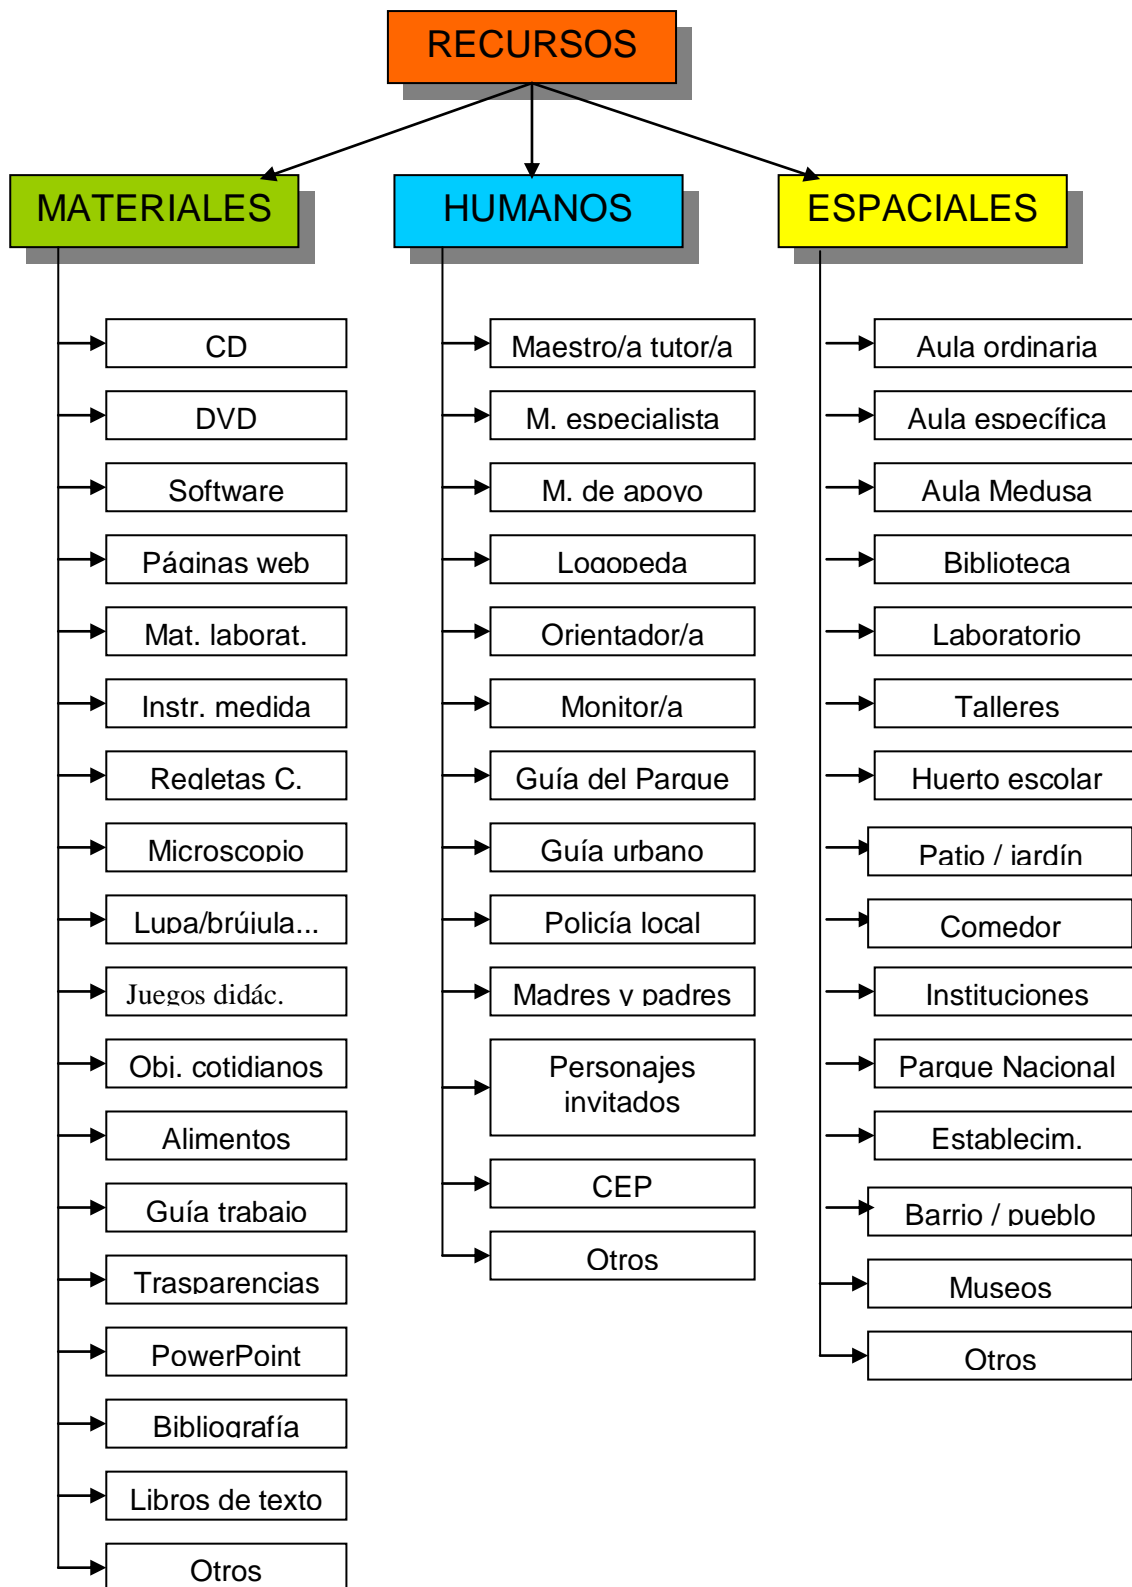 RECURSOS
MATERIALES
CD
DVD
Software
Páginas web
Mat. laborat.
Instr. medida
Regletas C.
Microscopio
Lupa/brújula...
Juegos didác.
Obj. cotidianos
Alimentos
Guía trabajo
Trasparencias
PowerPoint
Bibliografía
Libros de texto
Otros
HUMANOS
Maestro/a tutor/a
M. especialista
M. de apoyo
Logopeda
Orientador/a
Monitor/a
Guía del Parque
Guía urbano
Policía local
Madres y padres
Personajes
invitados
CEP
Otros
ESPACIALES
Aula ordinaria
Aula específica
Aula Medusa
Biblioteca
Laboratorio
Talleres
Huerto escolar
Patio / jardín
Comedor
Instituciones
Parque Nacional
Establecim.
Barrio / pueblo
Museos
Otros